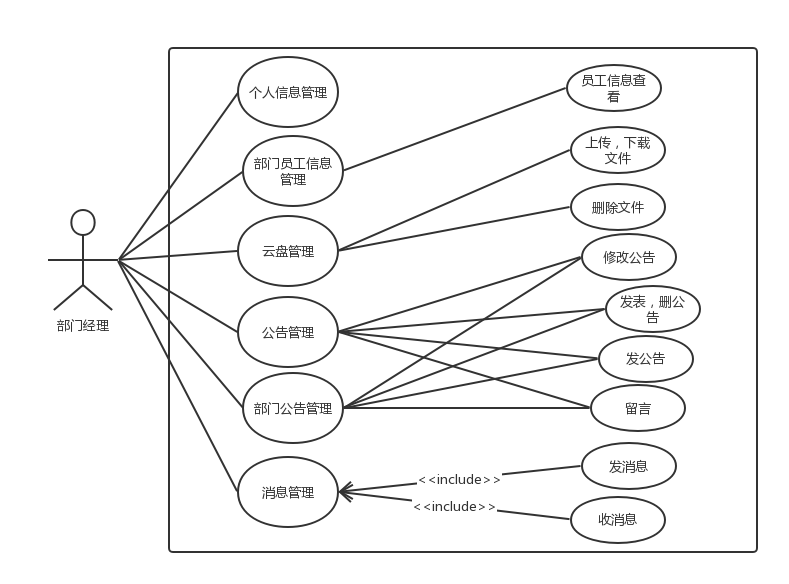 个人信息管理
员工信息查
看
部门员工信息
管理
上传，下载
文件
删除文件
云盘管理
修改公告
发表，删公
告
公告管理
发公告
部门公告管理
留言
部门经理
消息管理
<<include>>
发消息
<<include>>
收消息